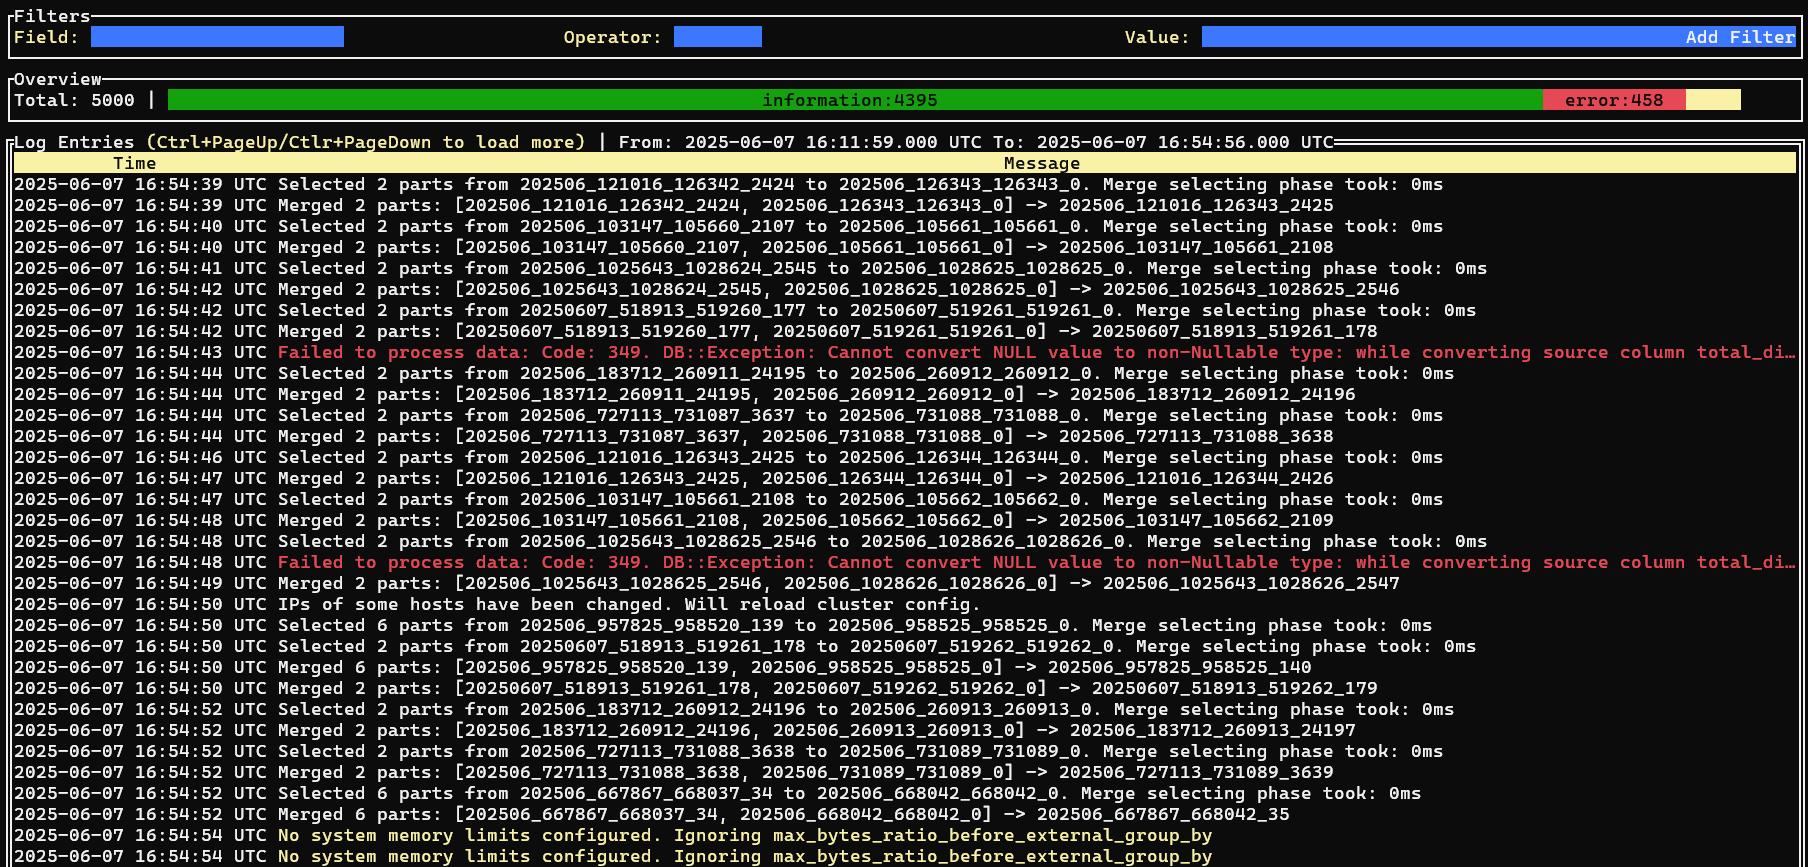 Filters
Field: Operator: Value: Add Filter
Overview
Total: 5000 | information:4395 error:458
Log Entries (Ctrl+PageUp/Ctlr+PageDown to load more) | From: 2025-06-07 16:11:59.000 UTC To: 2025-06-07 16:54:56.000 UTC
Time Message
2025-06-07 16:54:39 UTC Selected 2 parts from 202506_121016_126342_2424 to 202506_126343_126343_0. Merge selecting phase took: 0ms
2025-06-07 16:54:39 UTC Merged 2 parts: [202506_121016_126342_2424, 202506_126343_126343_0] -> 202506_121016_126343_2425
2025-06-07 16:54:40 UTC Selected 2 parts from 202506_103147_105660_2107 to 202506_105661_105661_0. Merge selecting phase took: 0ms
2025-06-07 16:54:40 UTC Merged 2 parts: [202506_103147_105660_2107, 202506_105661_105661_0] -> 202506_103147_105661_2108
2025-06-07 16:54:41 UTC Selected 2 parts from 202506_1025643_1028624_2545 to 202506_1028625_1028625_0. Merge selecting phase took: 0ms
2025-06-07 16:54:42 UTC Merged 2 parts: [202506_1025643_1028624_2545, 202506_1028625_1028625_0] -> 202506_1025643_1028625_2546
2025-06-07 16:54:42 UTC Selected 2 parts from 20250607_518913_519260_177 to 20250607_519261_519261_0. Merge selecting phase took: 0ms
2025-06-07 16:54:42 UTC Merged 2 parts: [20250607_518913_519260_177, 20250607_519261_519261_0] -> 20250607_518913_519261_178
2025-06-07 16:54:43 UTC Failed to process data: Code: 349. DB::Exception: Cannot convert NULL value to non-Nullable type: while converting source column total_di…
2025-06-07 16:54:44 UTC Selected 2 parts from 202506_183712_260911_24195 to 202506_260912_260912_0. Merge selecting phase took: 0ms
2025-06-07 16:54:44 UTC Merged 2 parts: [202506_183712_260911_24195, 202506_260912_260912_0] -> 202506_183712_260912_24196
2025-06-07 16:54:44 UTC Selected 2 parts from 202506_727113_731087_3637 to 202506_731088_731088_0. Merge selecting phase took: 0ms
2025-06-07 16:54:44 UTC Merged 2 parts: [202506_727113_731087_3637, 202506_731088_731088_0] -> 202506_727113_731088_3638
2025-06-07 16:54:46 UTC Selected 2 parts from 202506_121016_126343_2425 to 202506_126344_126344_0. Merge selecting phase took: 0ms
2025-06-07 16:54:47 UTC Merged 2 parts: [202506_121016_126343_2425, 202506_126344_126344_0] -> 202506_121016_126344_2426
2025-06-07 16:54:47 UTC Selected 2 parts from 202506_103147_105661_2108 to 202506_105662_105662_0. Merge selecting phase took: 0ms
2025-06-07 16:54:48 UTC Merged 2 parts: [202506_103147_105661_2108, 202506_105662_105662_0] -> 202506_103147_105662_2109
2025-06-07 16:54:48 UTC Selected 2 parts from 202506_1025643_1028625_2546 to 202506_1028626_1028626_0. Merge selecting phase took: 0ms
2025-06-07 16:54:48 UTC Failed to process data: Code: 349. DB::Exception: Cannot convert NULL value to non-Nullable type: while converting source column total_di…
2025-06-07 16:54:49 UTC Merged 2 parts: [202506_1025643_1028625_2546, 202506_1028626_1028626_0] -> 202506_1025643_1028626_2547
2025-06-07 16:54:50 UTC IPs of some hosts have been changed. Will reload cluster config.
2025-06-07 16:54:50 UTC Selected 6 parts from 202506_957825_958520_139 to 202506_958525_958525_0. Merge selecting phase took: 0ms
2025-06-07 16:54:50 UTC Selected 2 parts from 20250607_518913_519261_178 to 20250607_519262_519262_0. Merge selecting phase took: 0ms
2025-06-07 16:54:50 UTC Merged 6 parts: [202506_957825_958520_139, 202506_958525_958525_0] -> 202506_957825_958525_140
2025-06-07 16:54:50 UTC Merged 2 parts: [20250607_518913_519261_178, 20250607_519262_519262_0] -> 20250607_518913_519262_179
2025-06-07 16:54:52 UTC Selected 2 parts from 202506_183712_260912_24196 to 202506_260913_260913_0. Merge selecting phase took: 0ms
2025-06-07 16:54:52 UTC Merged 2 parts: [202506_183712_260912_24196, 202506_260913_260913_0] -> 202506_183712_260913_24197
2025-06-07 16:54:52 UTC Selected 2 parts from 202506_727113_731088_3638 to 202506_731089_731089_0. Merge selecting phase took: 0ms
2025-06-07 16:54:52 UTC Merged 2 parts: [202506_727113_731088_3638, 202506_731089_731089_0] -> 202506_727113_731089_3639
2025-06-07 16:54:52 UTC Selected 6 parts from 202506_667867_668037_34 to 202506_668042_668042_0. Merge selecting phase took: 0ms
2025-06-07 16:54:52 UTC Merged 6 parts: [202506_667867_668037_34, 202506_668042_668042_0] -> 202506_667867_668042_35
2025-06-07 16:54:54 UTC No system memory limits configured. Ignoring max_bytes_ratio_before_external_group_by
2025-06-07 16:54:54 UTC No system memory limits configured. Ignoring max_bytes_ratio_before_external_group_by